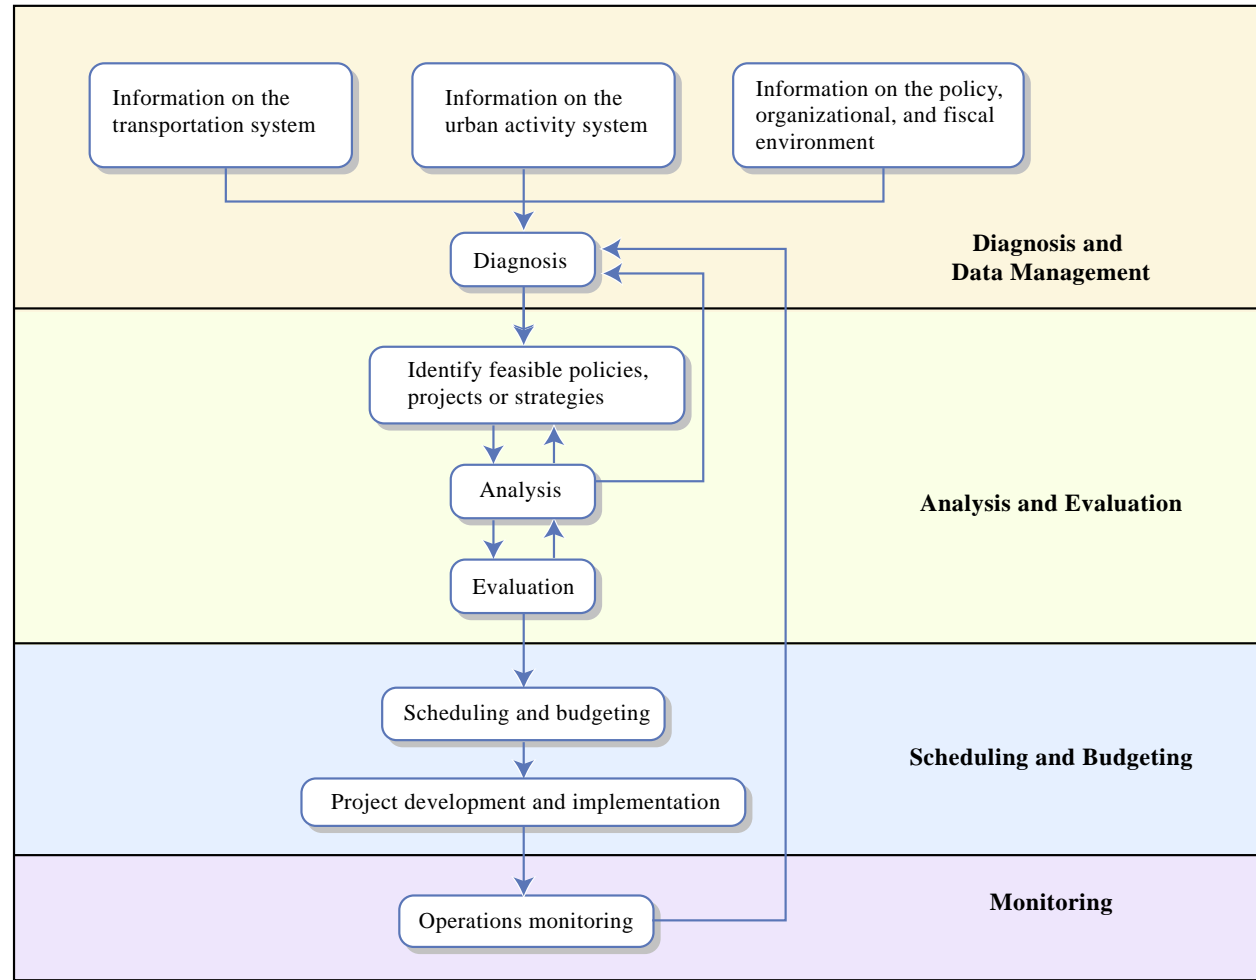 Information on the
transportation system
Information on the
urban activity system
Information on the policy,
organizational, and fiscal
environment
Diagnosis
Diagnosis and
Data Management
Identify feasible policies,
projects or strategies
Analysis
Analysis and Evaluation
Evaluation
Scheduling and budgeting
Scheduling and Budgeting
Project development and implementation
Operations monitoring
Monitoring